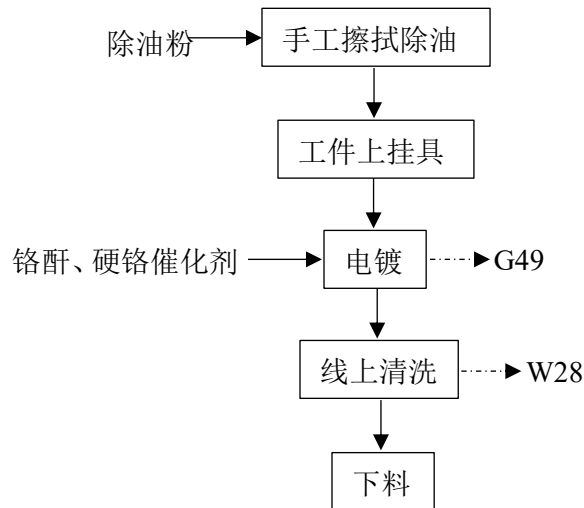 除油粉
手工擦拭除油
工件上挂具
铬酐、硬铬催化剂
电镀
G49
线上清洗
W28
下料